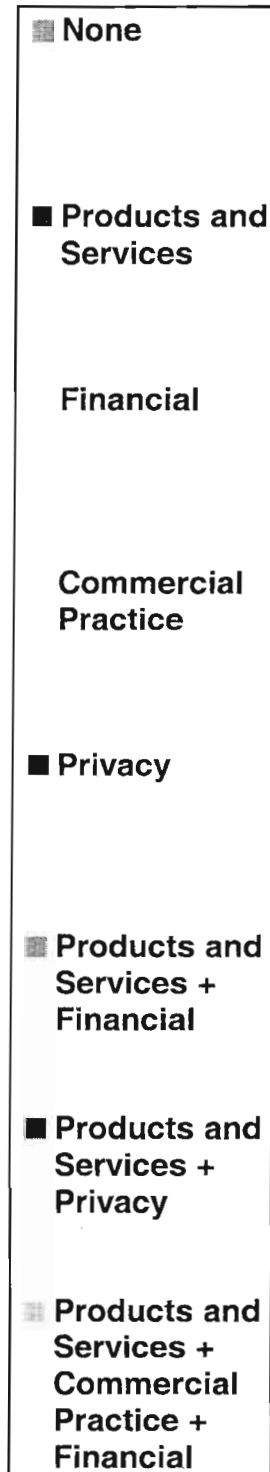 None
Products and
Services
Financial
Commercial
Practice
Privacy
Products and
Services +
Financial
Products and
Services +
Privacy
Products and
Services +
Commercial
Practice +
Financial